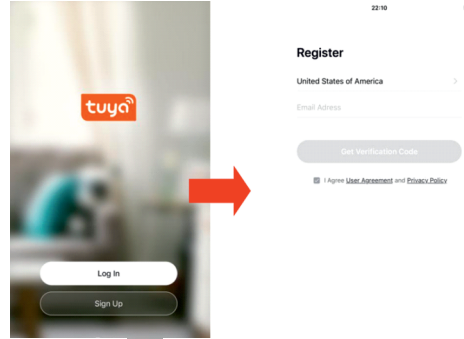 tuya
Log In
Sign Up
22:10
Register
United States of America
Email Adress
Get Verification Code
I Agree User Agreement and Privacy Policy